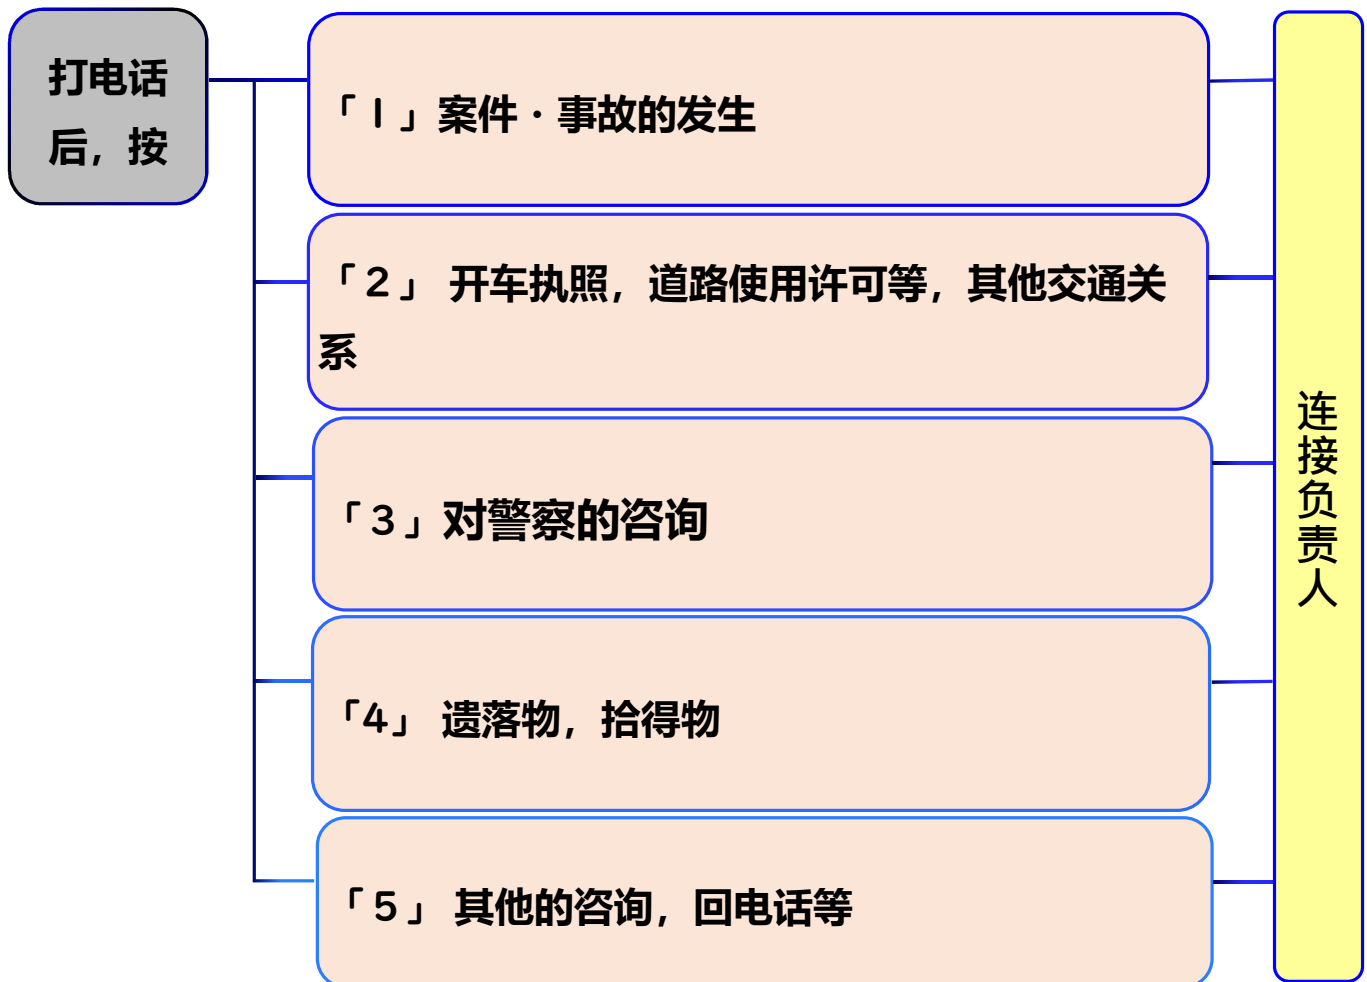 打电话
后，按
「１」案件・事故的发生
「２」 开车执照，道路使用许可等，其他交通关
系
「３」对警察的咨询
「4」 遗落物，拾得物
「５」 其他的咨询，回电话等
连接负责人